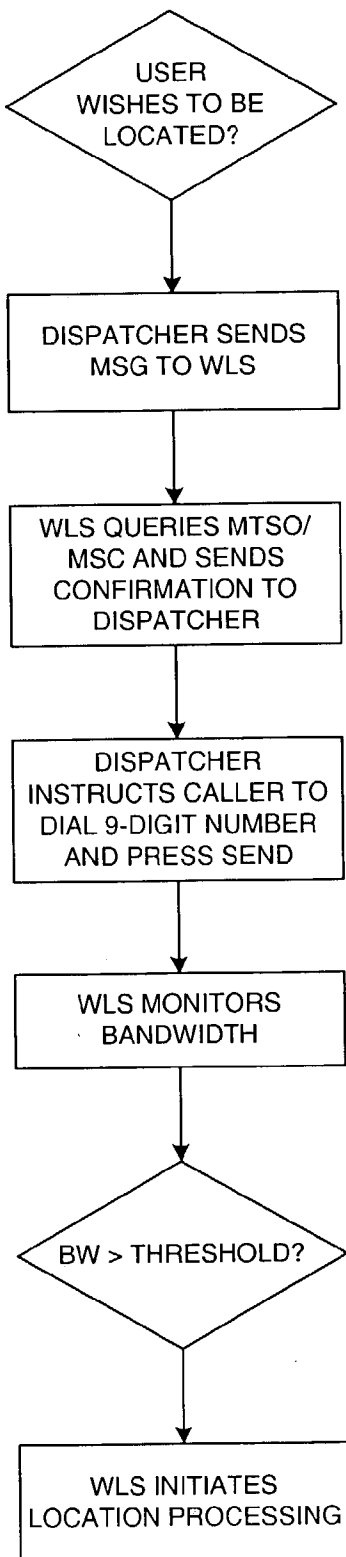 USER
WISHES TO BE
LOCATED?
DISPATCHER SENDS
MSG TO WLS
WLS QUERIES MTSO/
MSC AND SENDS
CONFIRMATION TO
DISPATCHER
DISPATCHER
INSTRUCTS CALLER TO
DIAL 9-DIGIT NUMBER
AND PRESS SEND
WLS MONITORS
BANDWIDTH
BW > THRESHOLD?
WLS INITIATES
LOCATION PROCESSING